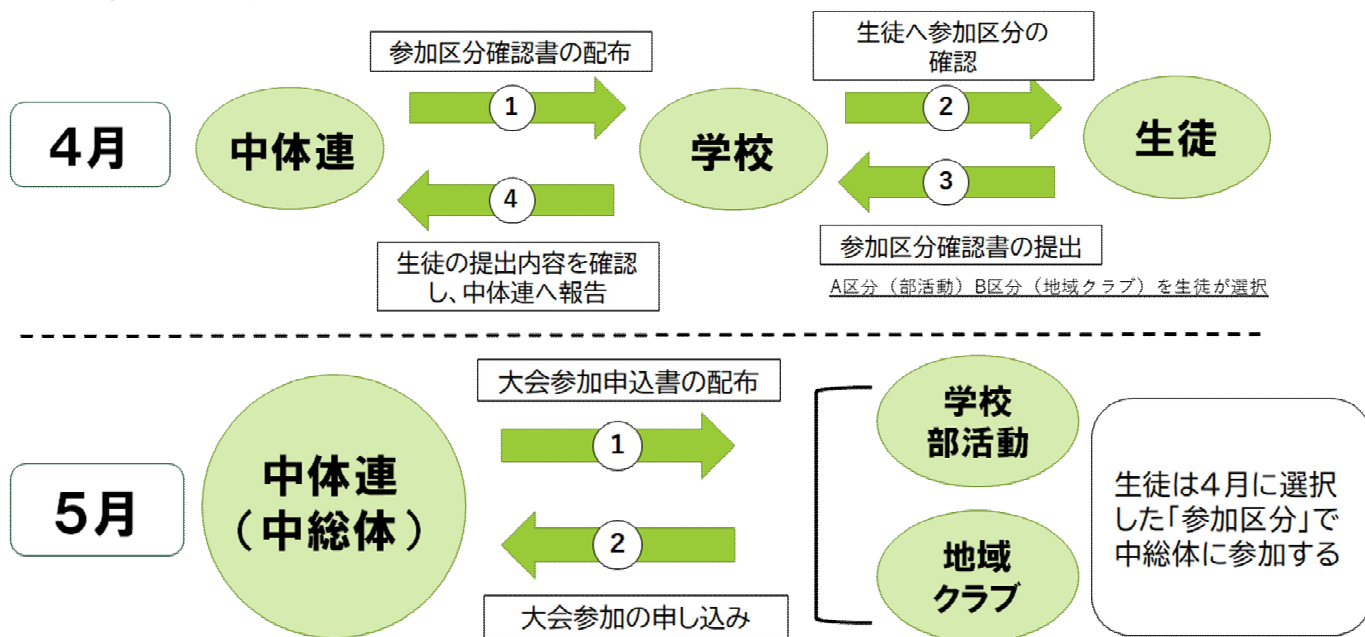 参加区分確認書の配布
生徒へ参加区分の
確認
4月
中体連
1
学校
2
生徒
4
3
生徒の提出内容を確認
し、中体連へ報告
参加区分確認書の提出
A区分（部活動）B区分（地域クラブ）を生徒が選択
大会参加申込書の配布
5月
中体連
（中総体）
1
2
大会参加の申し込み
学校
部活動
地域
クラブ
生徒は4月に選択
した「参加区分」で
中総体に参加する